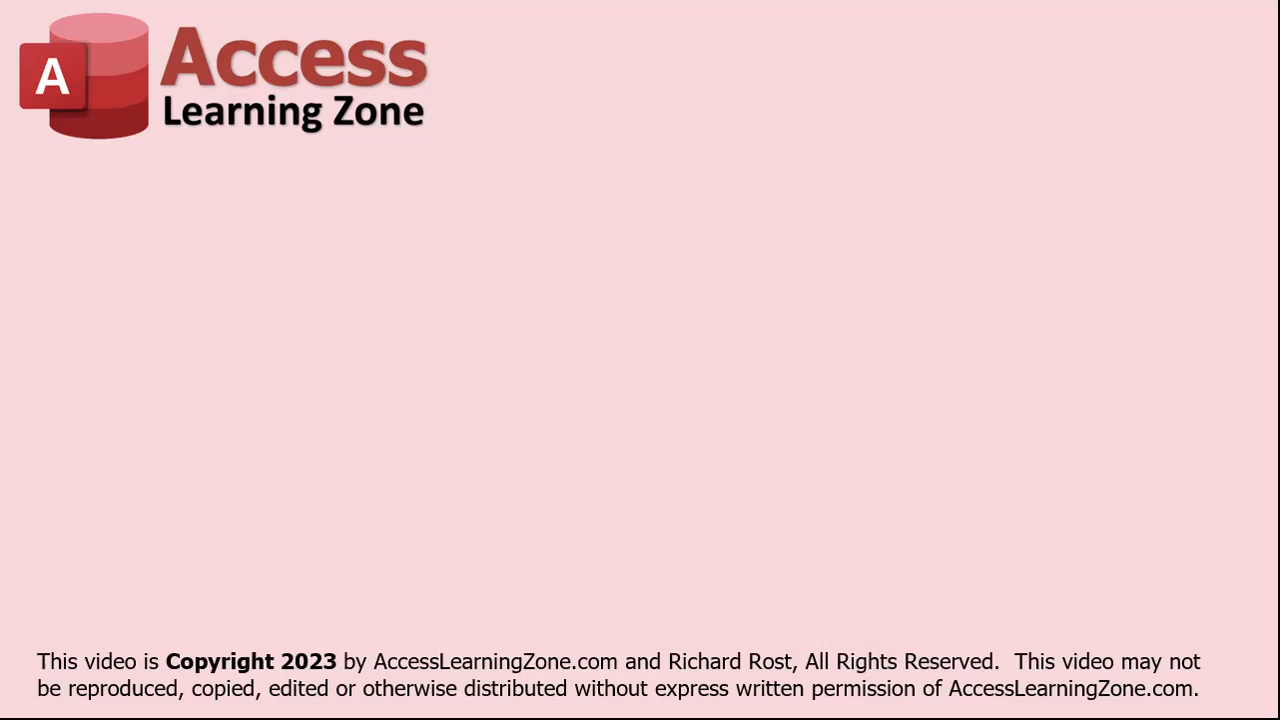 A
Access
Learning Zone
This video is Copyright 2023 by AccessLearningZone.com and Richard Rost, All Rights Reserved.  This video may not
be reproduced, copied, edited or otherwise distributed without express written permission of AccessLearningZone.com.